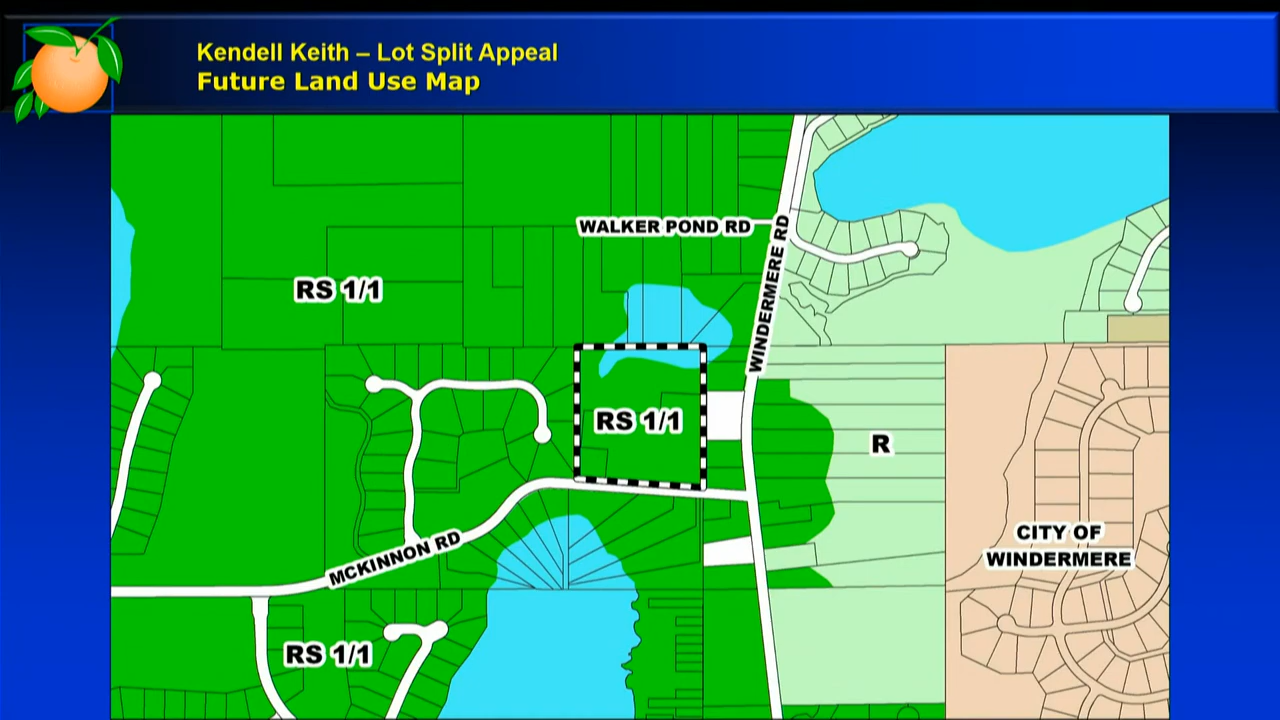 Kendell Keith – Lot Split Appeal
Future Land Use Map
WALKER POND RD
WINDERMERE RD
RS 1/1
RS 1/1
R
CITY OF
WINDERMERE
MCKINNON RD
RS 1/1